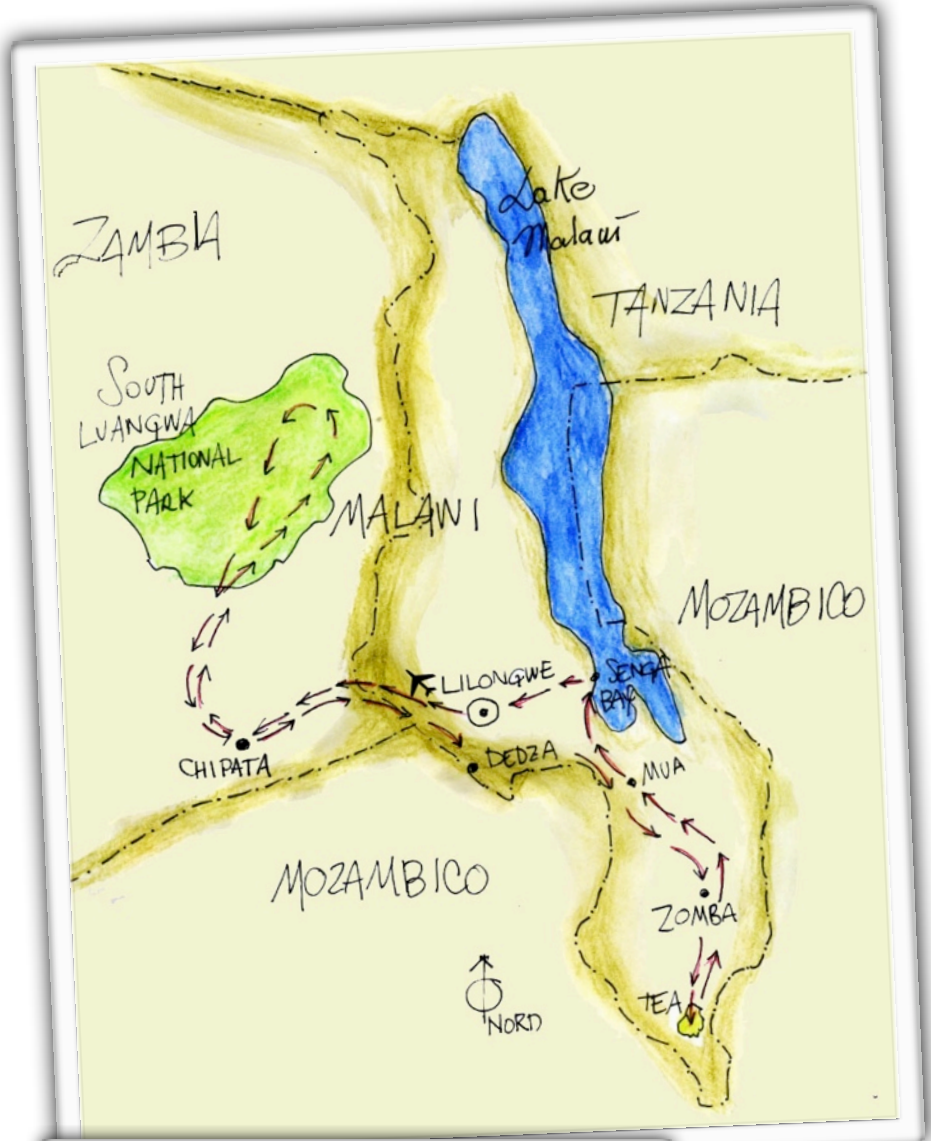 Lake
Malawi
ZAMBIA
TANZANIA
SOUTH
LUANGWA
NATIONAL
PARK
MALAWI
MOZAMBICO
LILONGWE
SENGA
BAY
DEDZA
MUA
CHIPATA
MOZAMBICO
ZOMBA
TEA
NORD